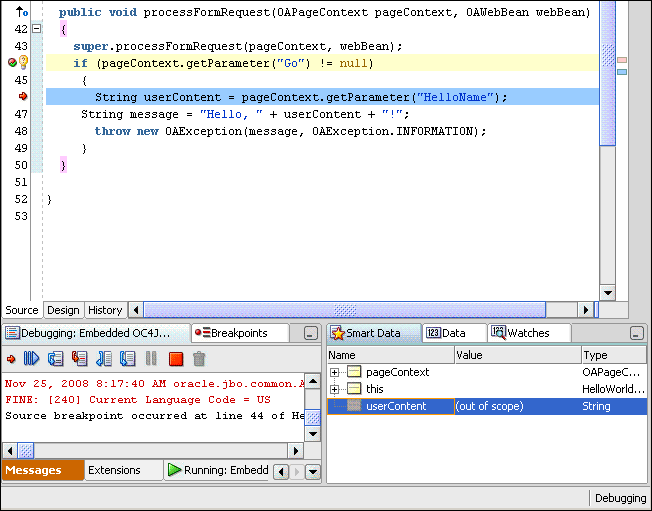 public void processFormRequest(OAPageContext pageContext, OAWebBean webBean)
42 {
43 super.processFormRequest(pageContext, webBean);
if (pageContext.getParameter("Go") != null)
45 {
String userContent = pageContext.getParameter("HelloName");
47 String message = "Hello, " + userContent + "!";
48 throw new OAException(message, OAException.INFORMATION);
49 }
50 }
51
52 }
53
Source Design History
Debugging: Embedded OC4J... Breakpoints
Nov 25, 2008 8:17:40 AM oracle.jbo.common.
FINE: [240] Current Language Code = US
Source breakpoint occurred at line 44 of He
Messages Extensions Running: Embedd
Smart Data Data Watches
Name Value Type
pageContext OAPageC...
this HelloWorld...
userContent (out of scope) String
Debugging